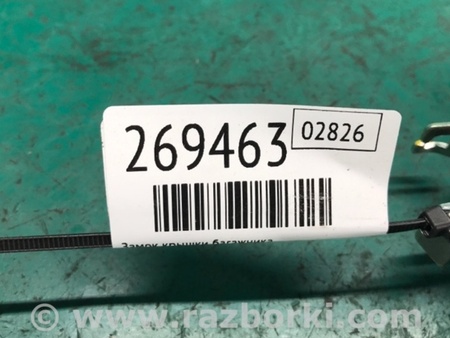 269463
02826
Замок крышки багажника
www.razborki.com